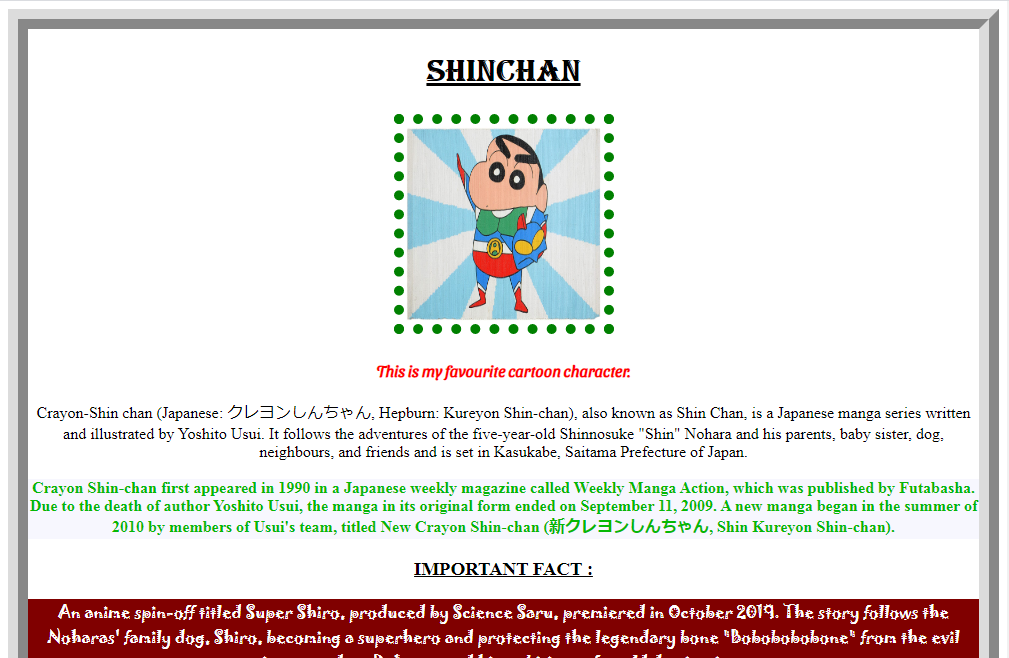 SHINCHAN
This is my favourite cartoon character.
Crayon-Shin chan (Japanese: クレヨンしんちゃん, Hepburn: Kureyon Shin-chan), also known as Shin Chan, is a Japanese manga series written
and illustrated by Yoshito Usui. It follows the adventures of the five-year-old Shinnosuke "Shin" Nohara and his parents, baby sister, dog,
neighbours, and friends and is set in Kasukabe, Saitama Prefecture of Japan.
Crayon Shin-chan first appeared in 1990 in a Japanese weekly magazine called Weekly Manga Action, which was published by Futabasha.
Due to the death of author Yoshito Usui, the manga in its original form ended on September 11, 2009. A new manga began in the summer of
2010 by members of Usui's team, titled New Crayon Shin-chan (新クレヨンしんちゃん, Shin Kureyon Shin-chan).
IMPORTANT FACT :
An anime spin-off titled Super Shiro, produced by Science Saru, premiered in October 2019. The story follows the
Noharas' family dog, Shiro, becoming a superhero and protecting the legendary bone "Bobobobobone" from the evil